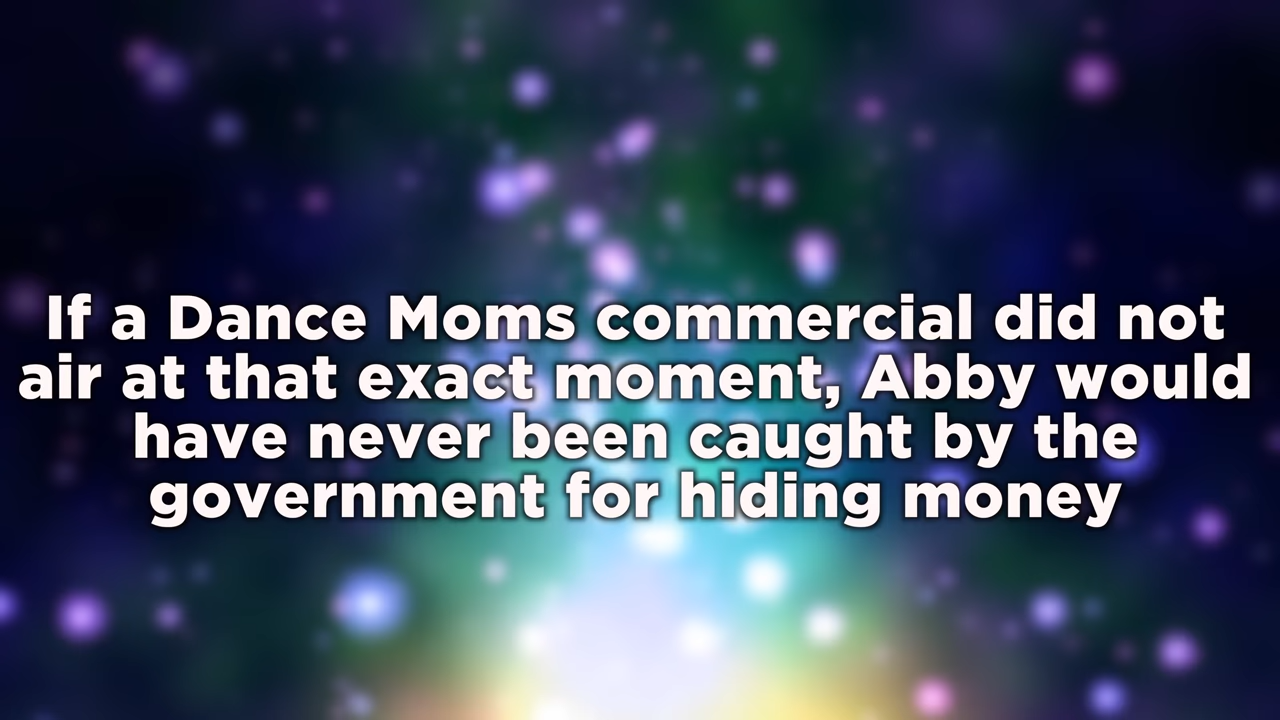 If a Dance Moms commercial did not
air at that exact moment, Abby would
have never been caught by the
government for hiding money